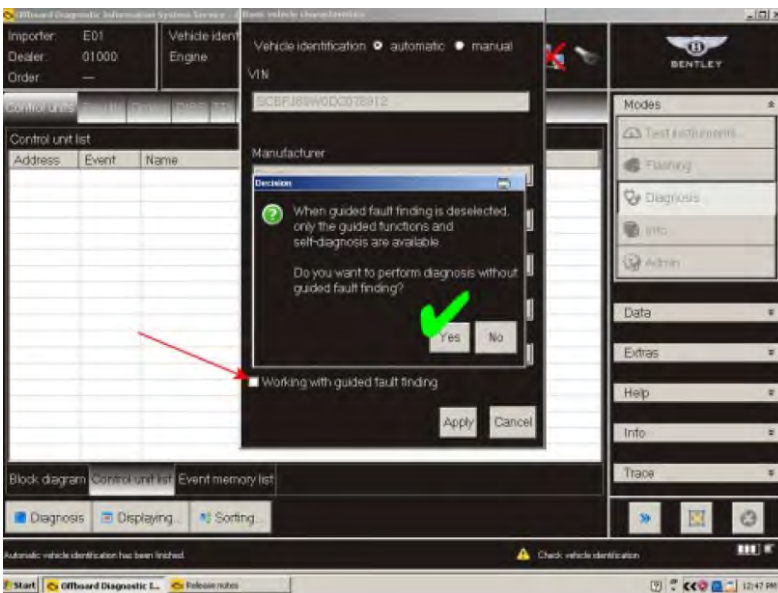 Offboard Diagnostic Information System Service
Basic vehicle characteristics
Importer: E01
Dealer: 01000
Order: —
Vehicle ident
Engine
Vehicle identification automatic manual
VIN
BENTLEY
Control units
Control unit list
Address Event Name
Manufacturer
Decision
When guided fault finding is deselected,
only the guided functions and
self-diagnosis are available
Do you want to perform diagnosis without
guided fault finding?
Yes No
Working with guided fault finding
Apply Cancel
Modes
Test instruments...
Flashing
Diagnosis
Info
Admin
Data
Extras
Help
Info
Trace
Block diagram Control unit list Event memory list
Diagnosis Displaying... Sorting...
Automatic vehicle identification has been finished.
Check vehicle identification
Start Offboard Diagnostic I... Release notes 12:47 PM